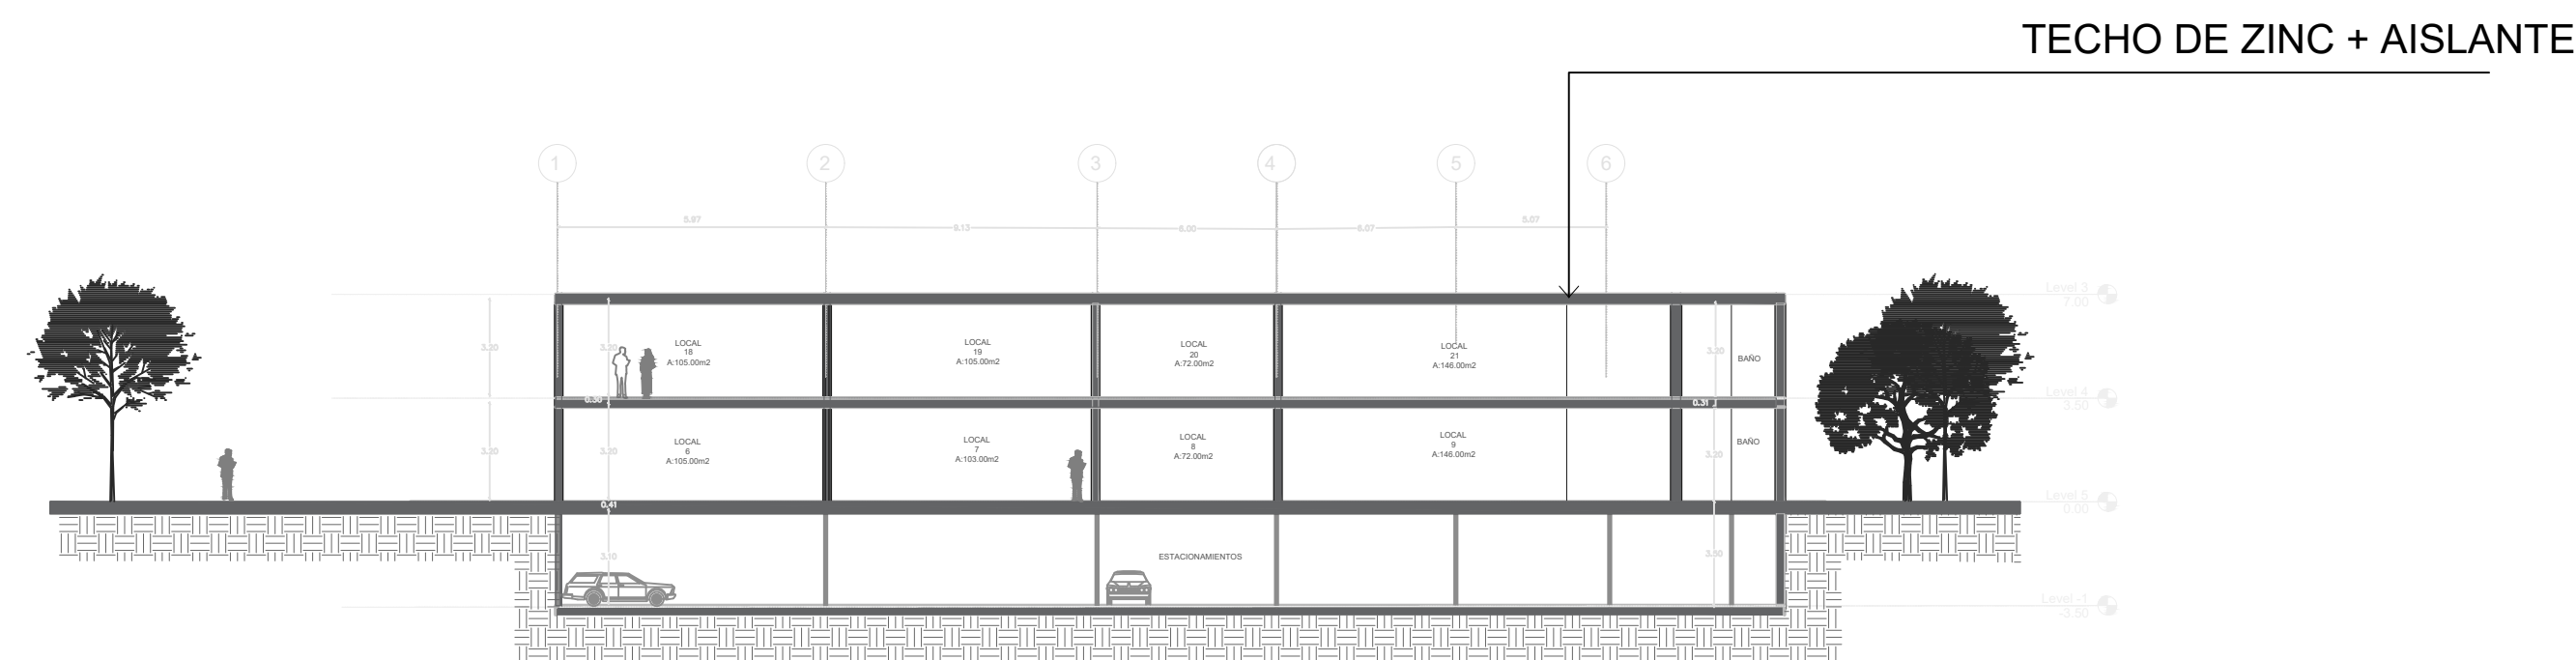 TECHO DE ZINC + AISLANTE
1
2
3
4
5
6
9.13
6.00
6.07
5.07
Level 3
7.00
LOCAL
18
A:105.00m2
LOCAL
19
A:105.00m2
LOCAL
20
A:72.00m2
LOCAL
21
A:146.00m2
BAÑO
3.20
3.20
3.20
Level 4
3.50
0.30
0.31
LOCAL
6
A:105.00m2
LOCAL
7
A:103.00m2
LOCAL
8
A:72.00m2
LOCAL
9
A:146.00m2
BAÑO
3.20
3.20
3.20
Level 5
0.00
0.41
ESTACIONAMIENTOS
3.10
Level -1
-3.50